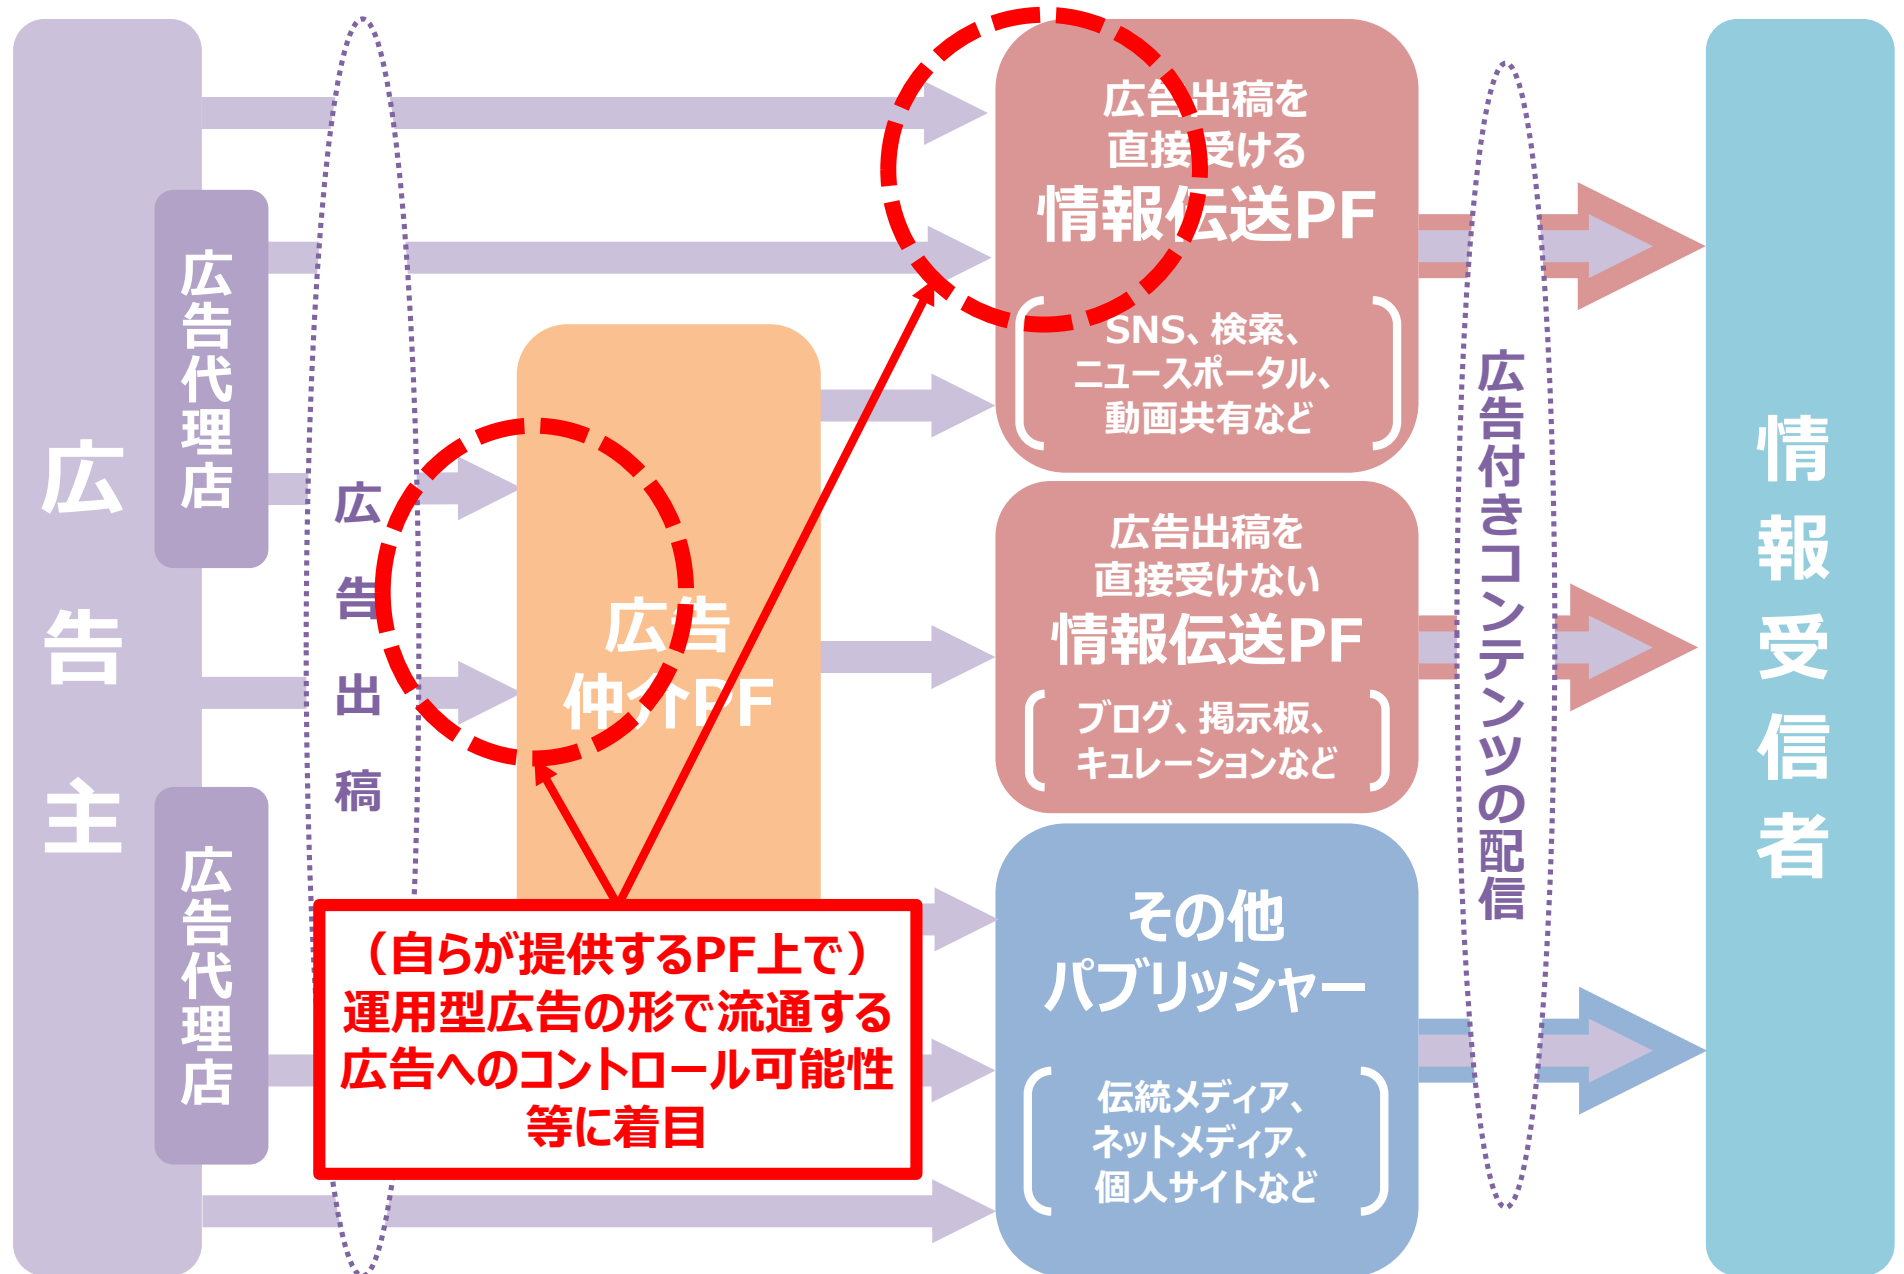 広告主
広告代理店
広告代理店
広告出稿
広告
仲介PF
（自らが提供するPF上で）
運用型広告の形で流通する
広告へのコントロール可能性
等に着目
広告出稿を
直接受ける
情報伝送PF
SNS、検索、
ニュースポータル、
動画共有など
広告出稿を
直接受けない
情報伝送PF
ブログ、掲示板、
キュレーションなど
その他
パブリッシャー
伝統メディア、
ネットメディア、
個人サイトなど
広告付きコンテンツの配信
情報受信者